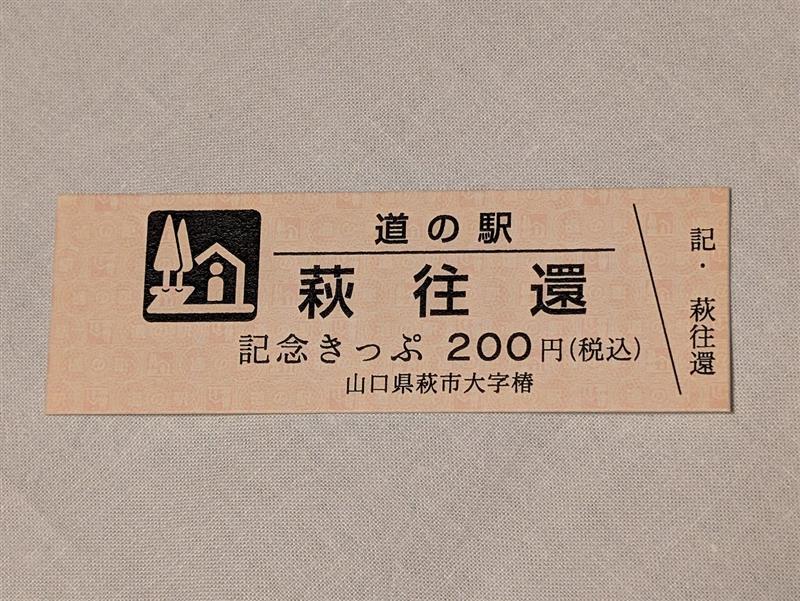 道の駅
萩往還
記念きっぷ 200円(税込)
山口県萩市大字椿
記・萩往還